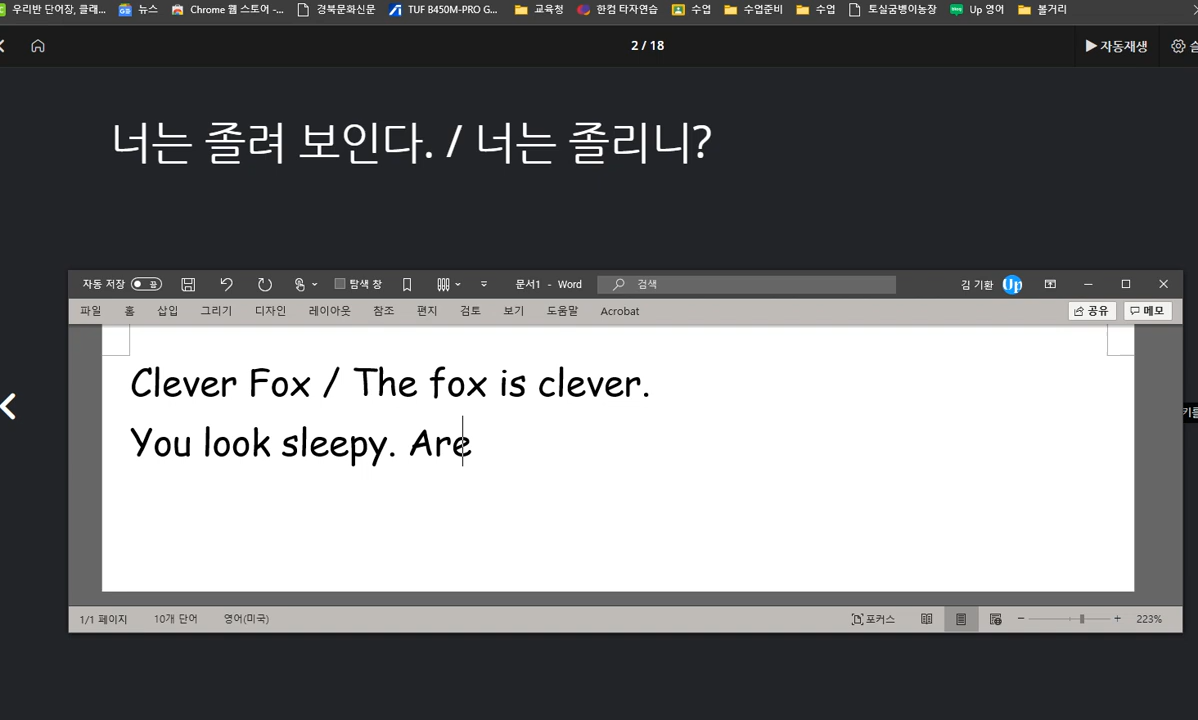 우리반 단어장, 클래... 뉴스 Chrome 웹 스토어 -... 경북문화신문 TUF B450M-PRO G... 교육청 한컴 타자연습 수업 수업준비 수업 토실굼벵이농장 Up 영어 볼거리
2 / 18 자동재생
너는 졸려 보인다. / 너는 졸리니?
자동 저장 끔 탐색 창 문서1 - Word 검색 김 기환 Up
파일 홈 삽입 그리기 디자인 레이아웃 참조 편지 검토 보기 도움말 Acrobat 공유 메모
Clever Fox / The fox is clever.
You look sleepy. Are
키를
1/1 페이지 10개 단어 영어(미국) 포커스 223%